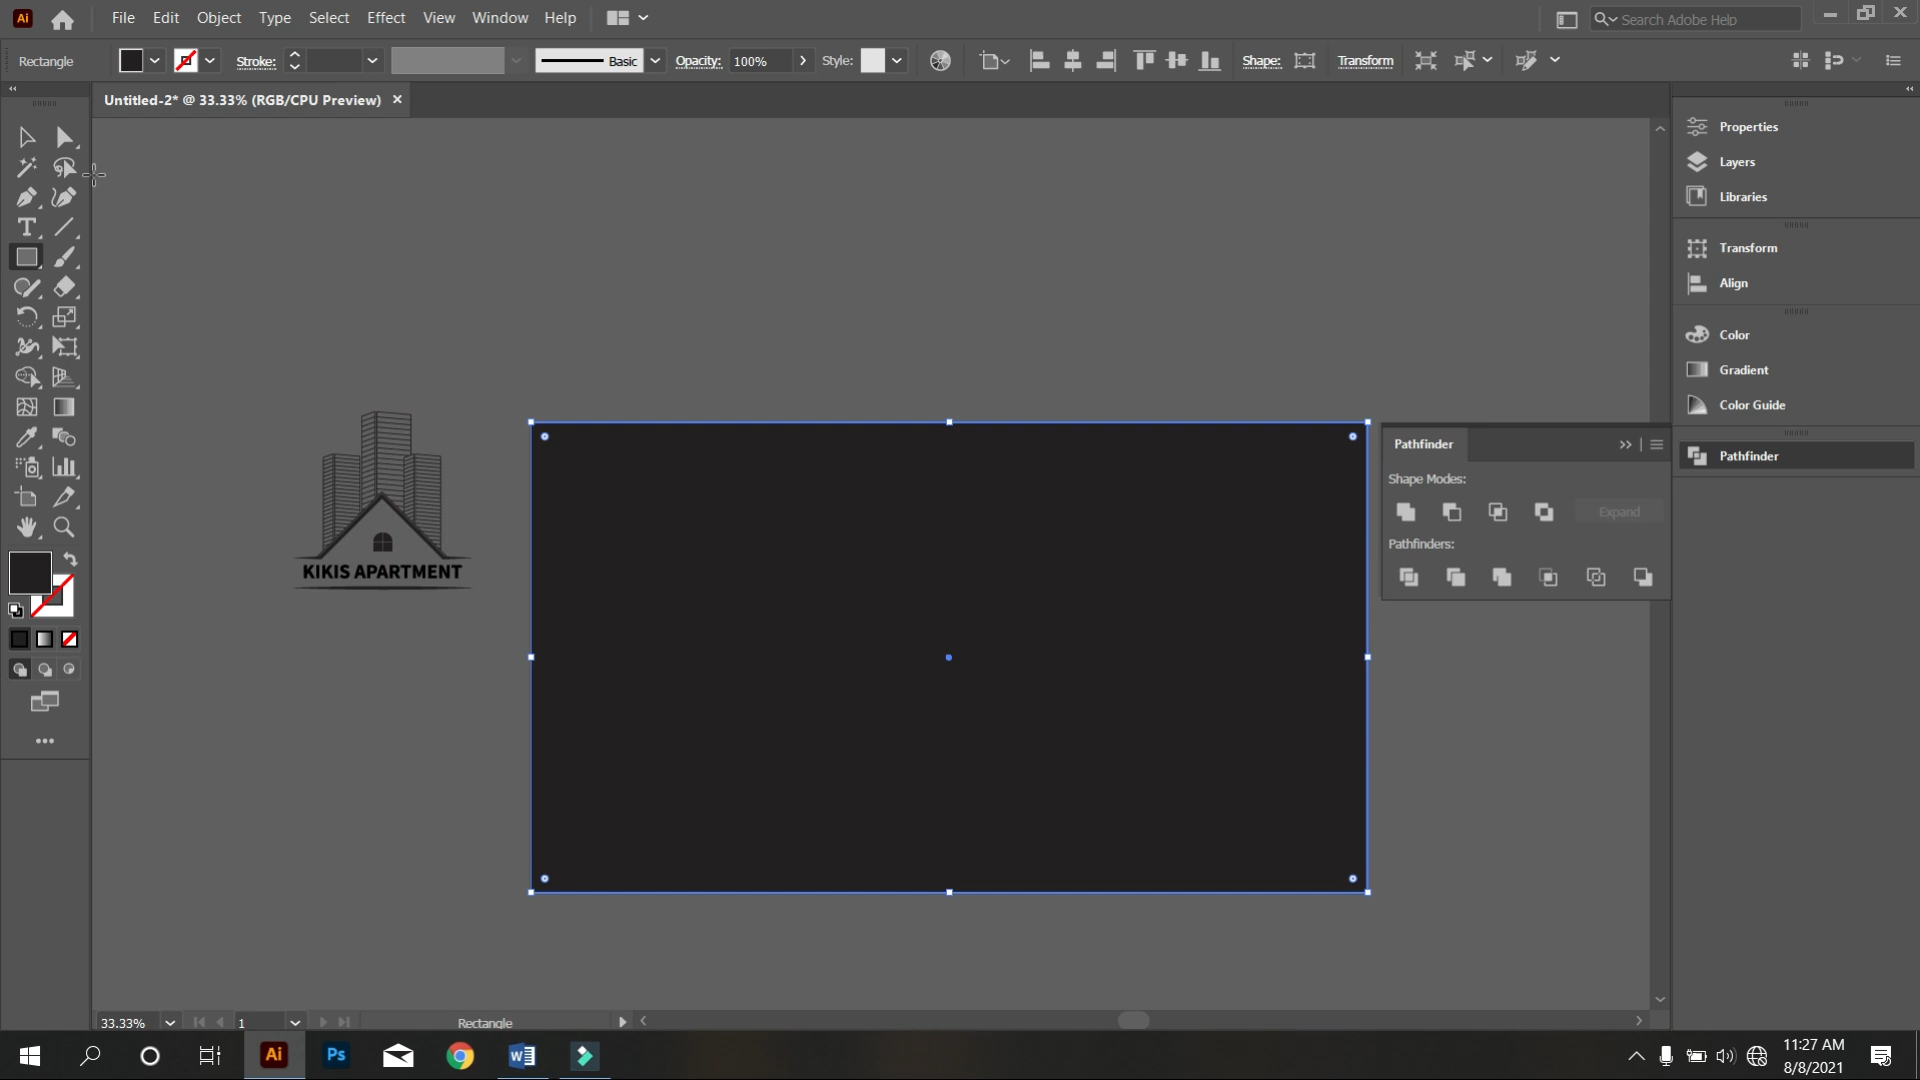 Ai
File Edit Object Type Select Effect View Window Help
Search Adobe Help
Rectangle
Stroke:
Basic
Opacity: 100%
Style:
Shape:
Transform
Untitled-2* @ 33.33% (RGB/CPU Preview)
Properties
Layers
Libraries
Transform
Align
Color
Gradient
Color Guide
Pathfinder
Pathfinder
Shape Modes:
Expand
Pathfinders:
KIKIS APARTMENT
33.33%
1
Rectangle
Ai
Ps
11:27 AM
8/8/2021